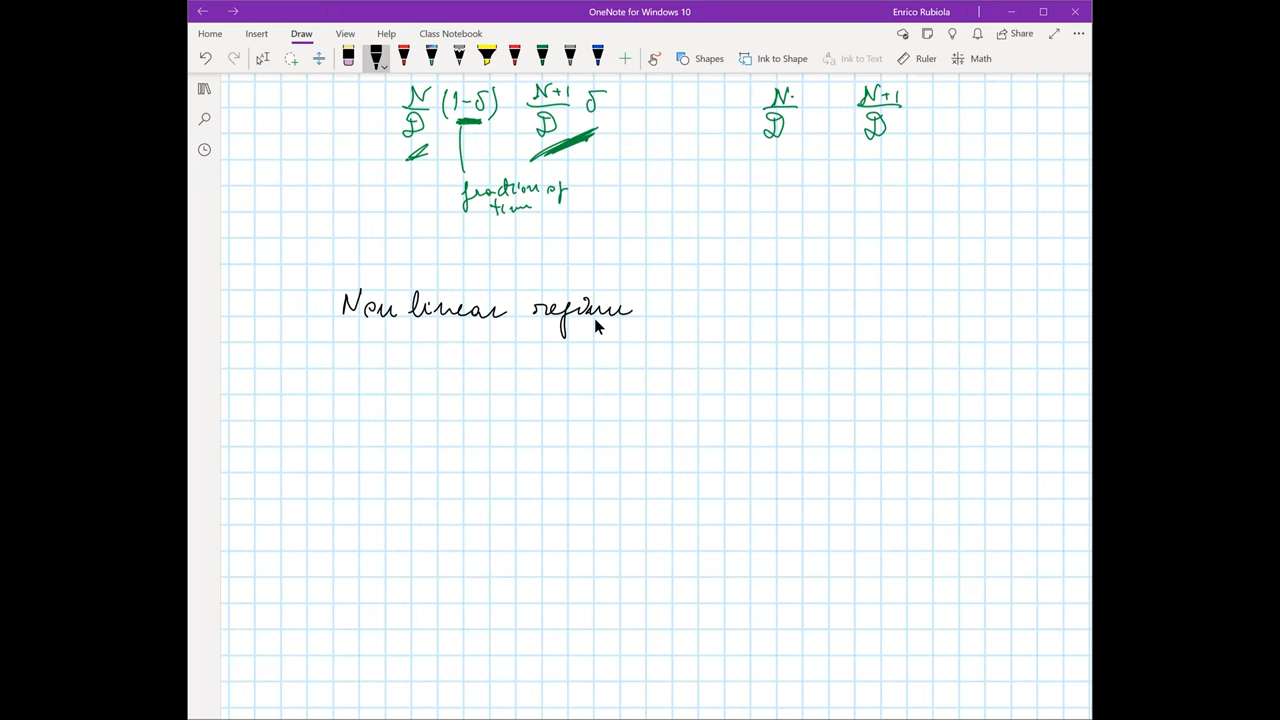 OneNote for Windows 10
Enrico Rubiola
Home Insert Draw View Help Class Notebook
Share
Shapes Ink to Shape Ink to Text Ruler Math
N/D (1-δ) N+1/D δ
N/D N+1/D
fraction of
time
Non linear regime